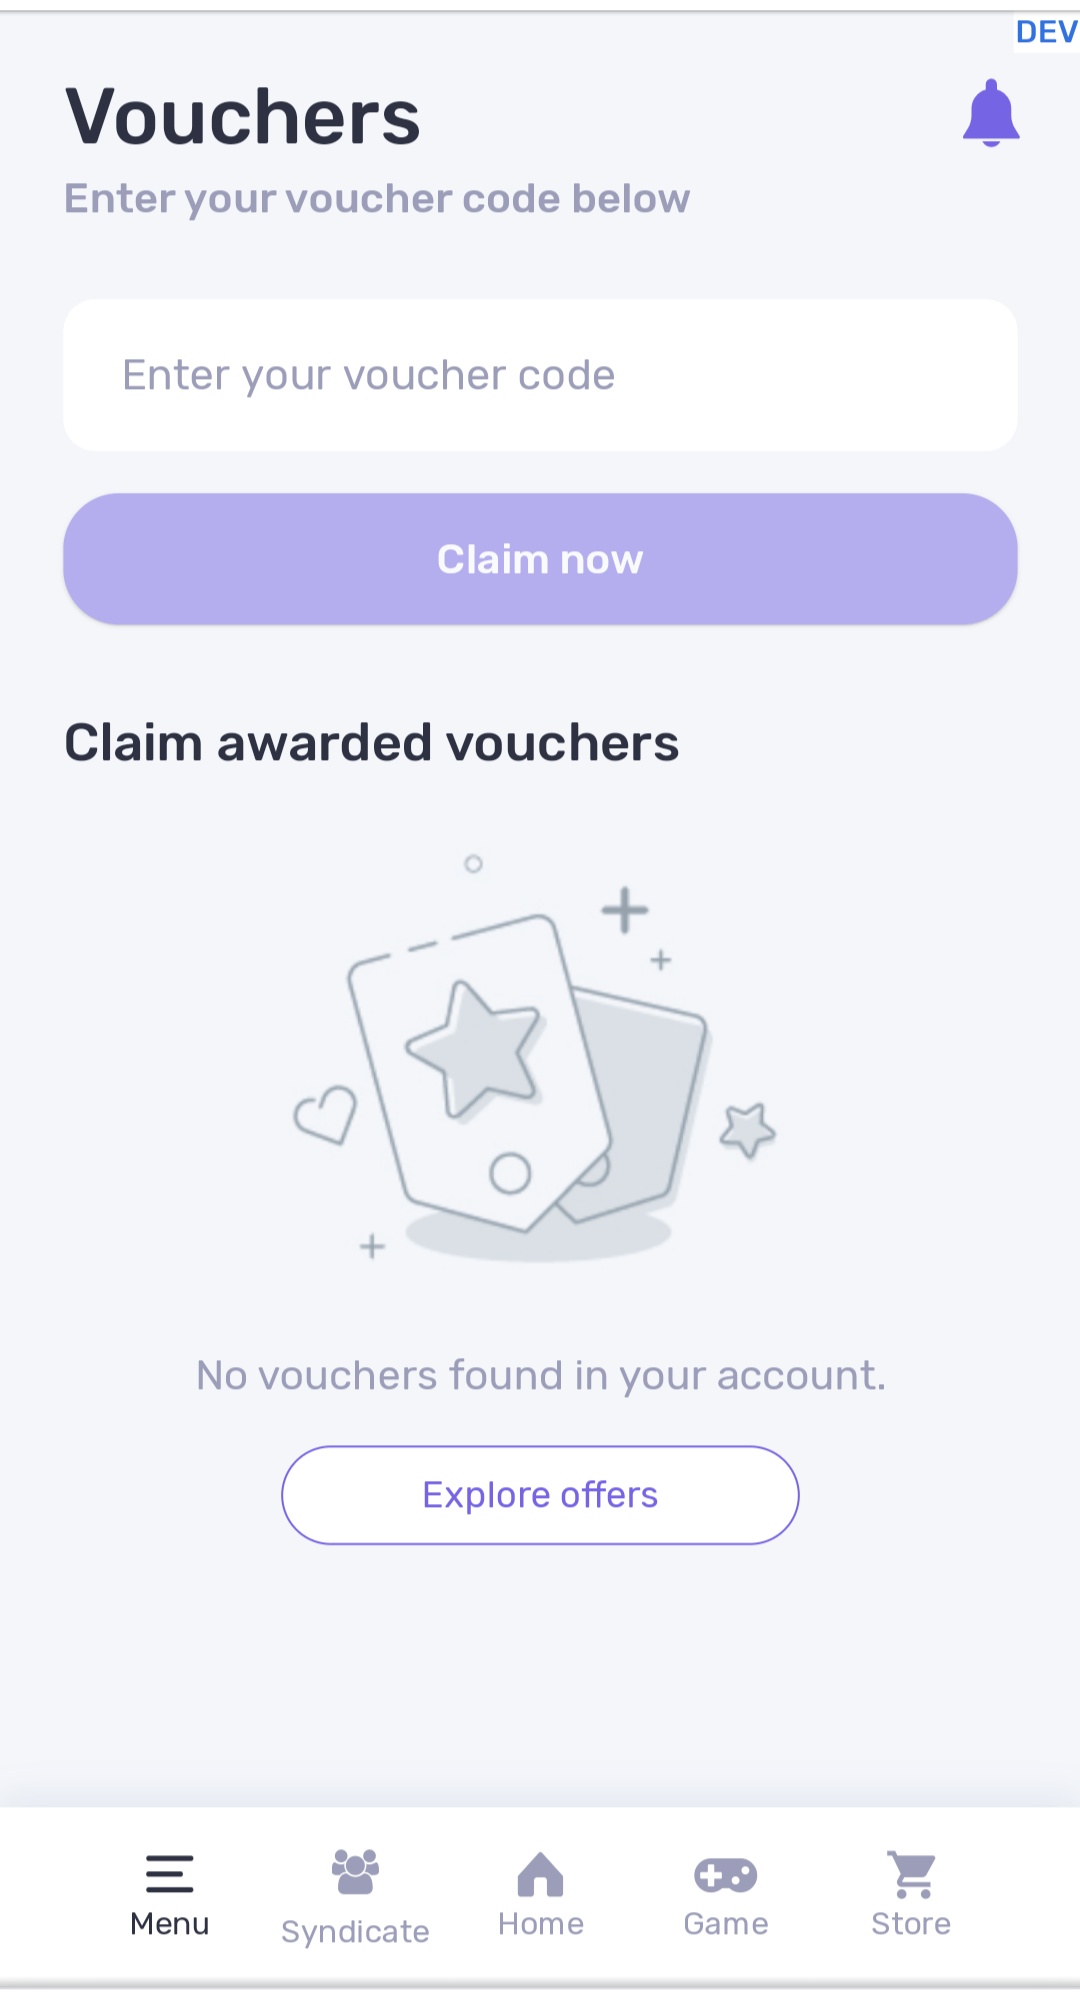 DEV
Vouchers
Enter your voucher code below
Enter your voucher code
Claim now
Claim awarded vouchers
No vouchers found in your account.
Explore offers
Menu
Syndicate
Home
Game
Store